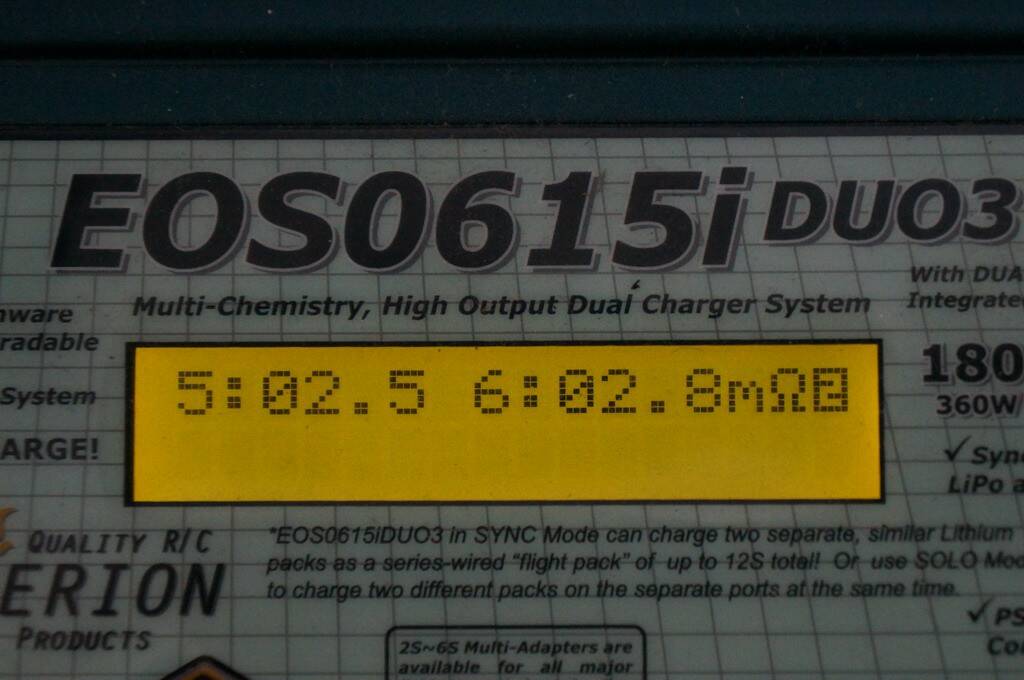 EOS0615i DUO3
Multi-Chemistry, High Output Dual Charger System
With DUA
Integrate
nware
radable
System
ARGE!
5:02.5 6:02.8mΩ
180
360W/
✓ Syn
LiPo a
QUALITY R/C
ERION
PRODUCTS
*EOS0615iDUO3 in SYNC Mode can charge two separate, similar Lithium
packs as a series-wired “flight pack” of up to 12S total! Or use SOLO Mod
to charge two different packs on the separate ports at the same time.
✓ PS
Co
2S~6S Multi-Adapters are
available for all major